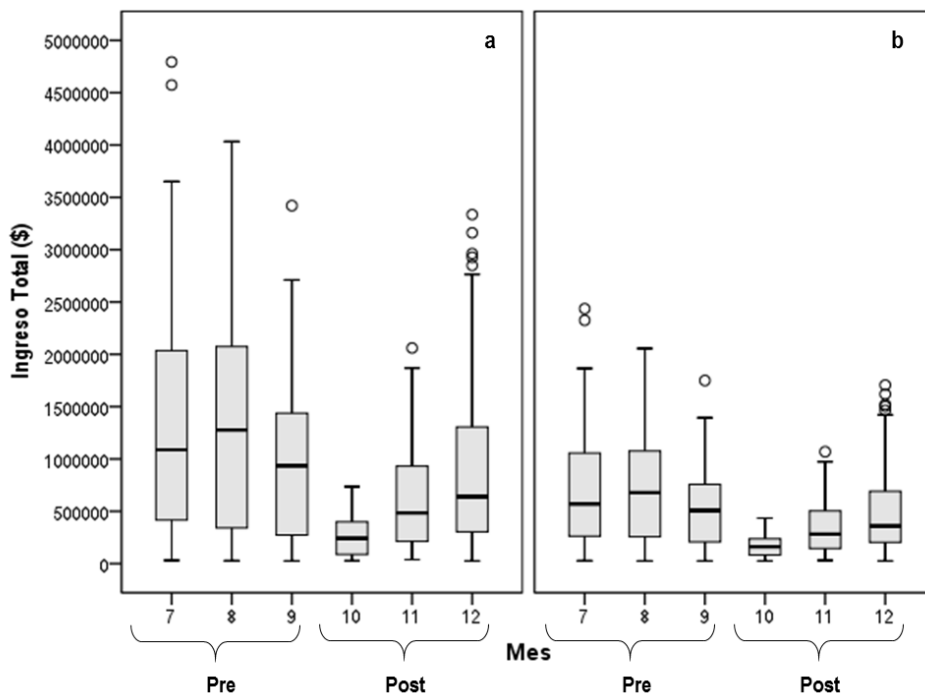 a
b
5000000
4500000
4000000
3500000
3000000
2500000
2000000
1500000
1000000
500000
0
Ingreso Total ($)
7 8 9 10 11 12
7 8 9 10 11 12
Mes
Pre Post
Pre Post